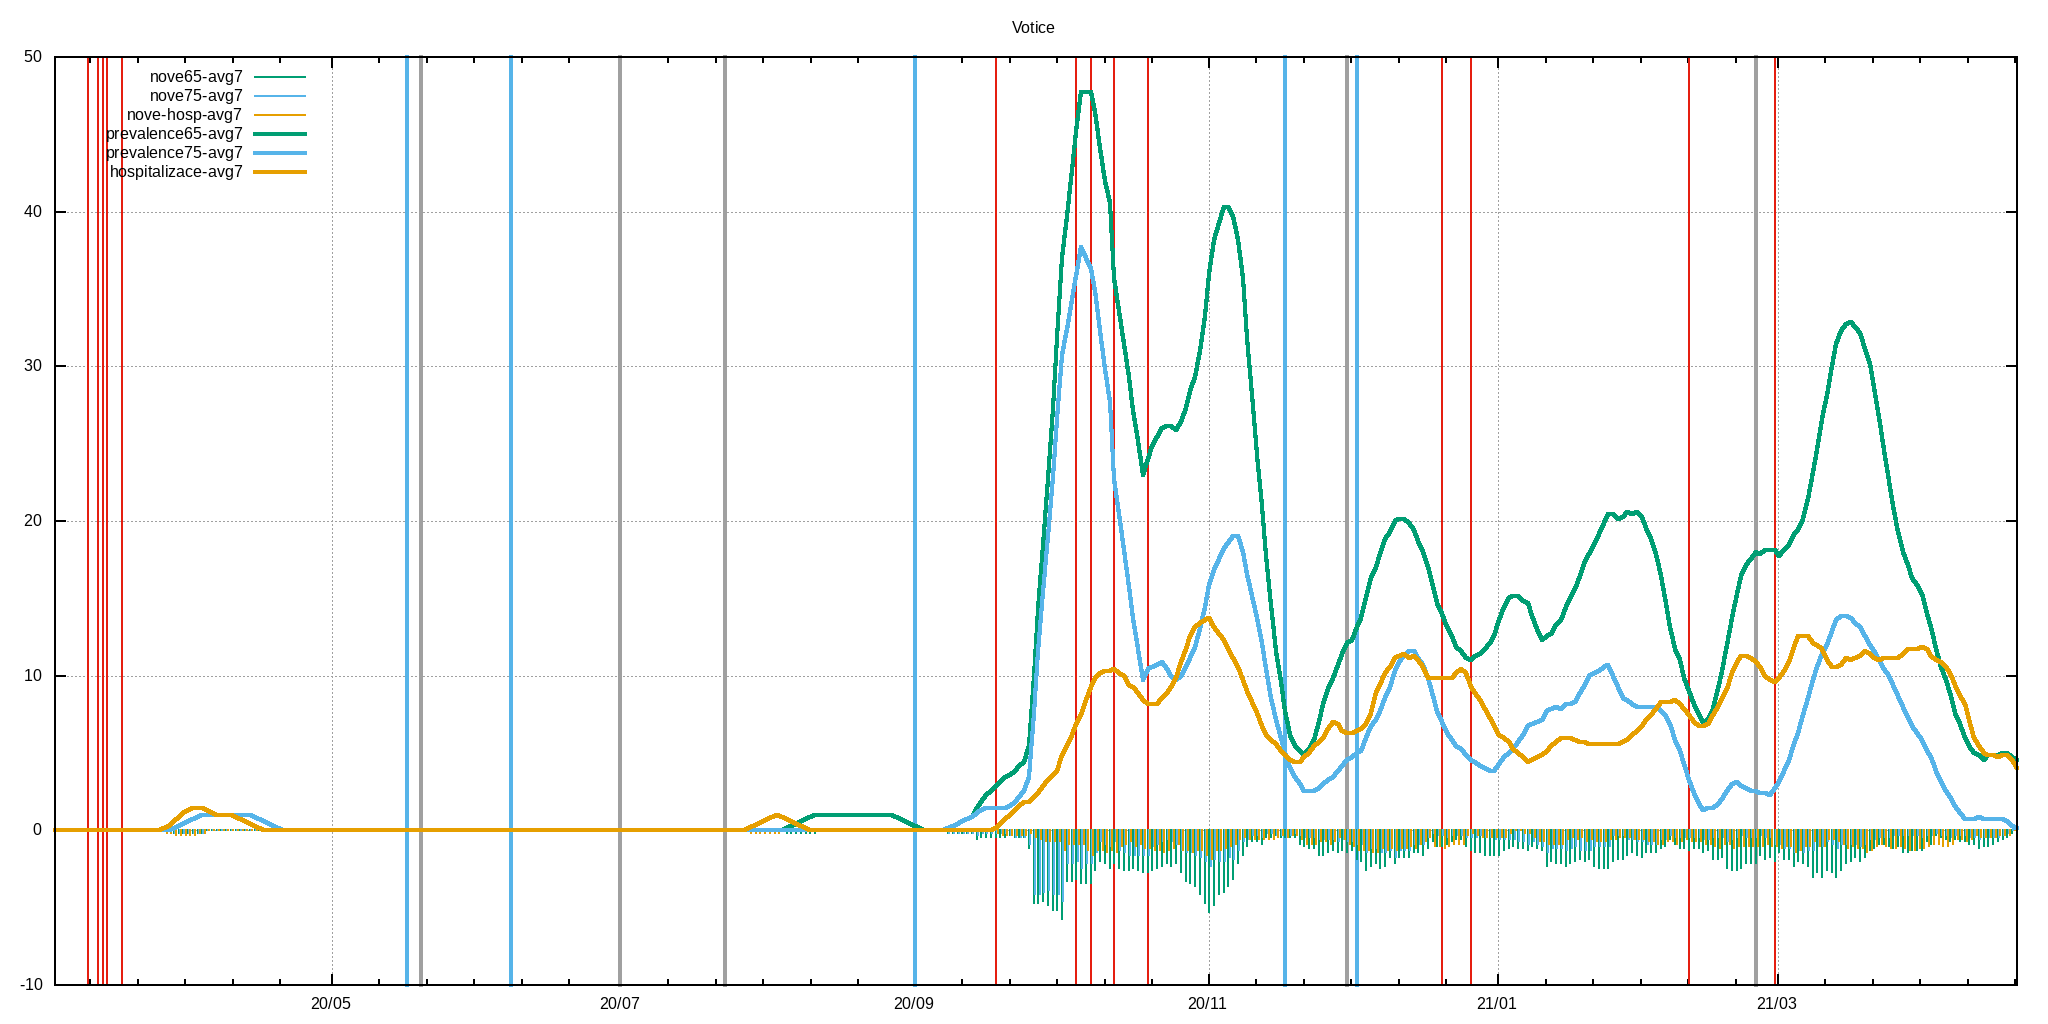 Votice
50
nove65-avg7
nove75-avg7
nove-hosp-avg7
prevalence65-avg7
prevalence75-avg7
hospitalizace-avg7
40
30
20
10
0
-10
20/05 20/07 20/09 20/11 21/01 21/03